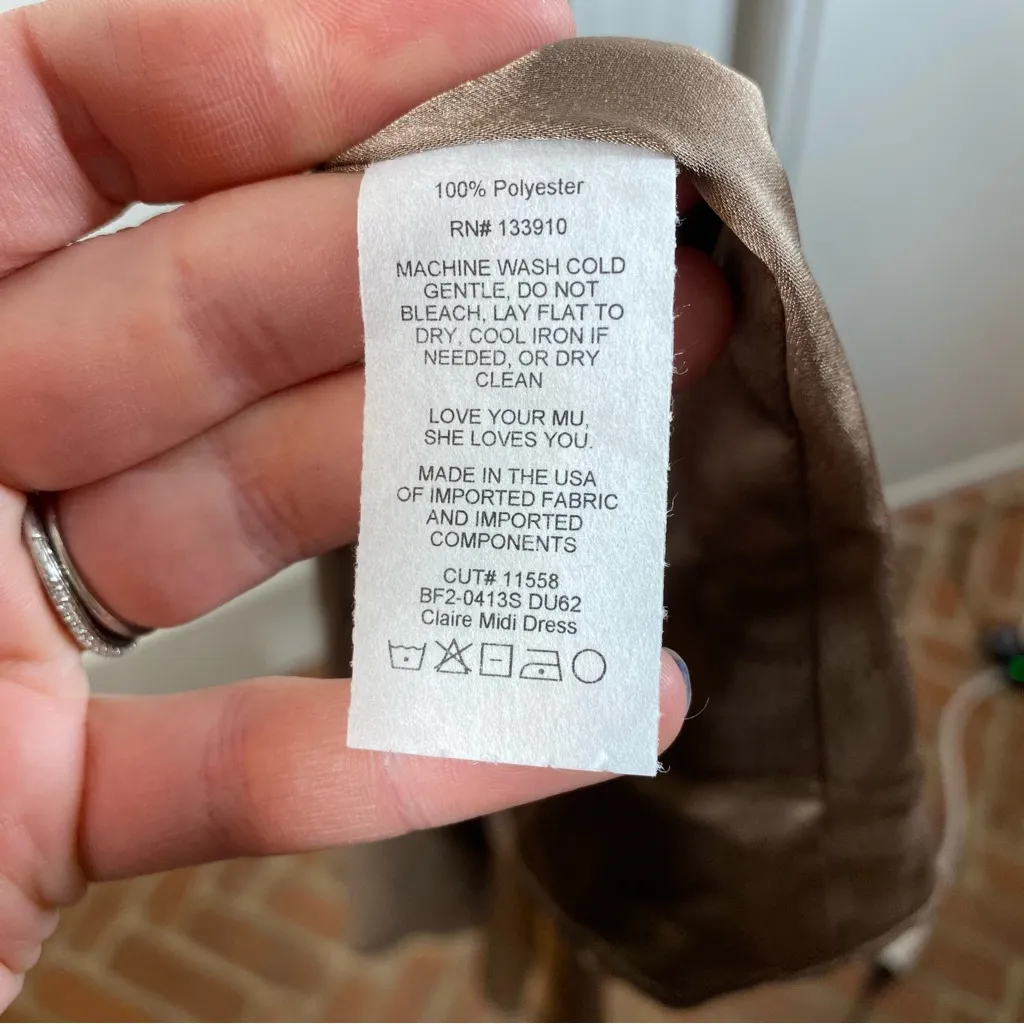 100% Polyester
RN# 133910
MACHINE WASH COLD
GENTLE, DO NOT
BLEACH, LAY FLAT TO
DRY, COOL IRON IF
NEEDED, OR DRY
CLEAN
LOVE YOUR MU,
SHE LOVES YOU.
MADE IN THE USA
OF IMPORTED FABRIC
AND IMPORTED
COMPONENTS
CUT# 11558
BF2-0413S DU62
Claire Midi Dress